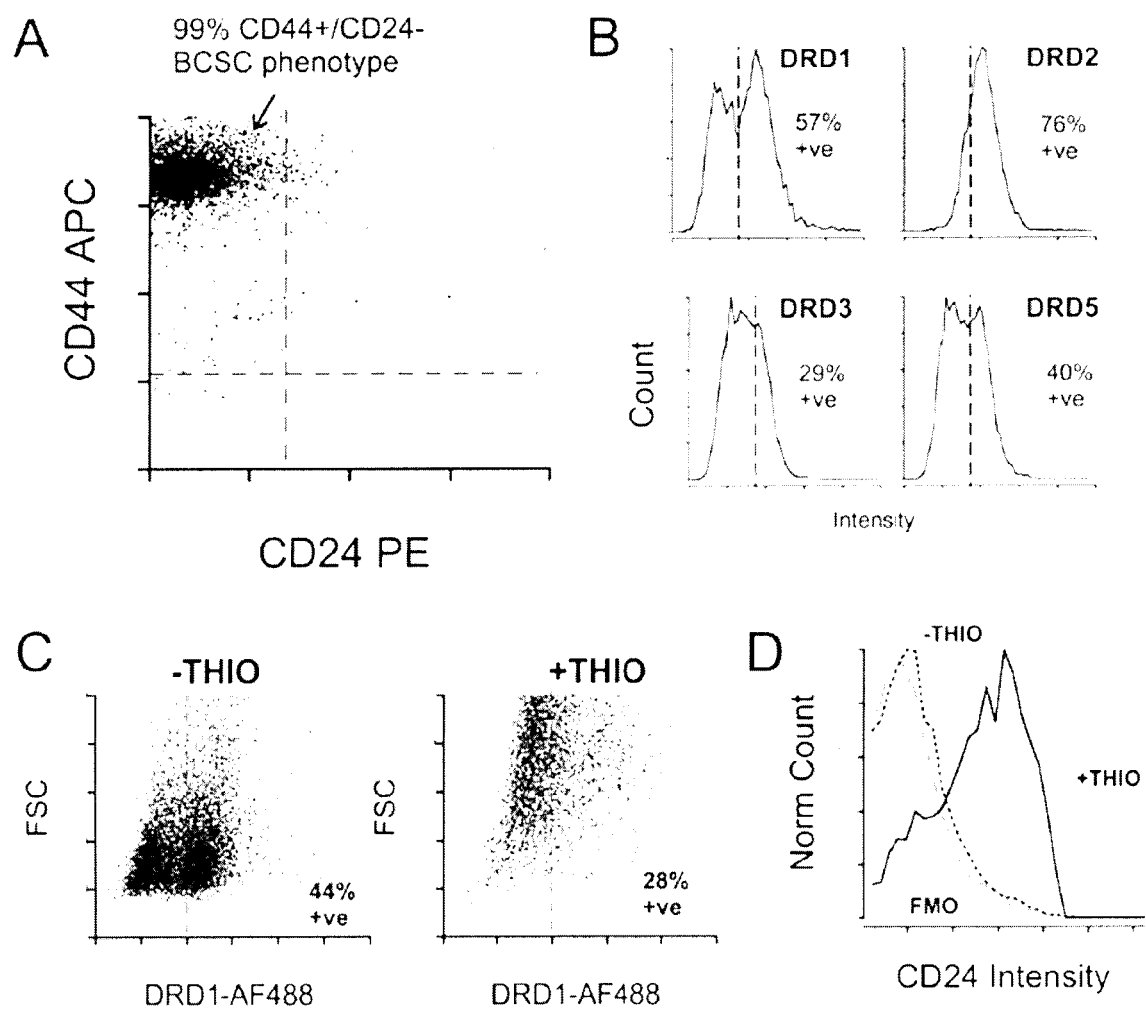 A
99% CD44+/CD24-
BCSC phenotype
CD44 APC
CD24 PE
B
DRD1
57%
+ve
DRD2
76%
+ve
DRD3
29%
+ve
DRD5
40%
+ve
Count
Intensity
C
-THIO
FSC
44%
+ve
DRD1-AF488
+THIO
FSC
28%
+ve
DRD1-AF488
D
-THIO
Norm Count
+THIO
FMO
CD24 Intensity